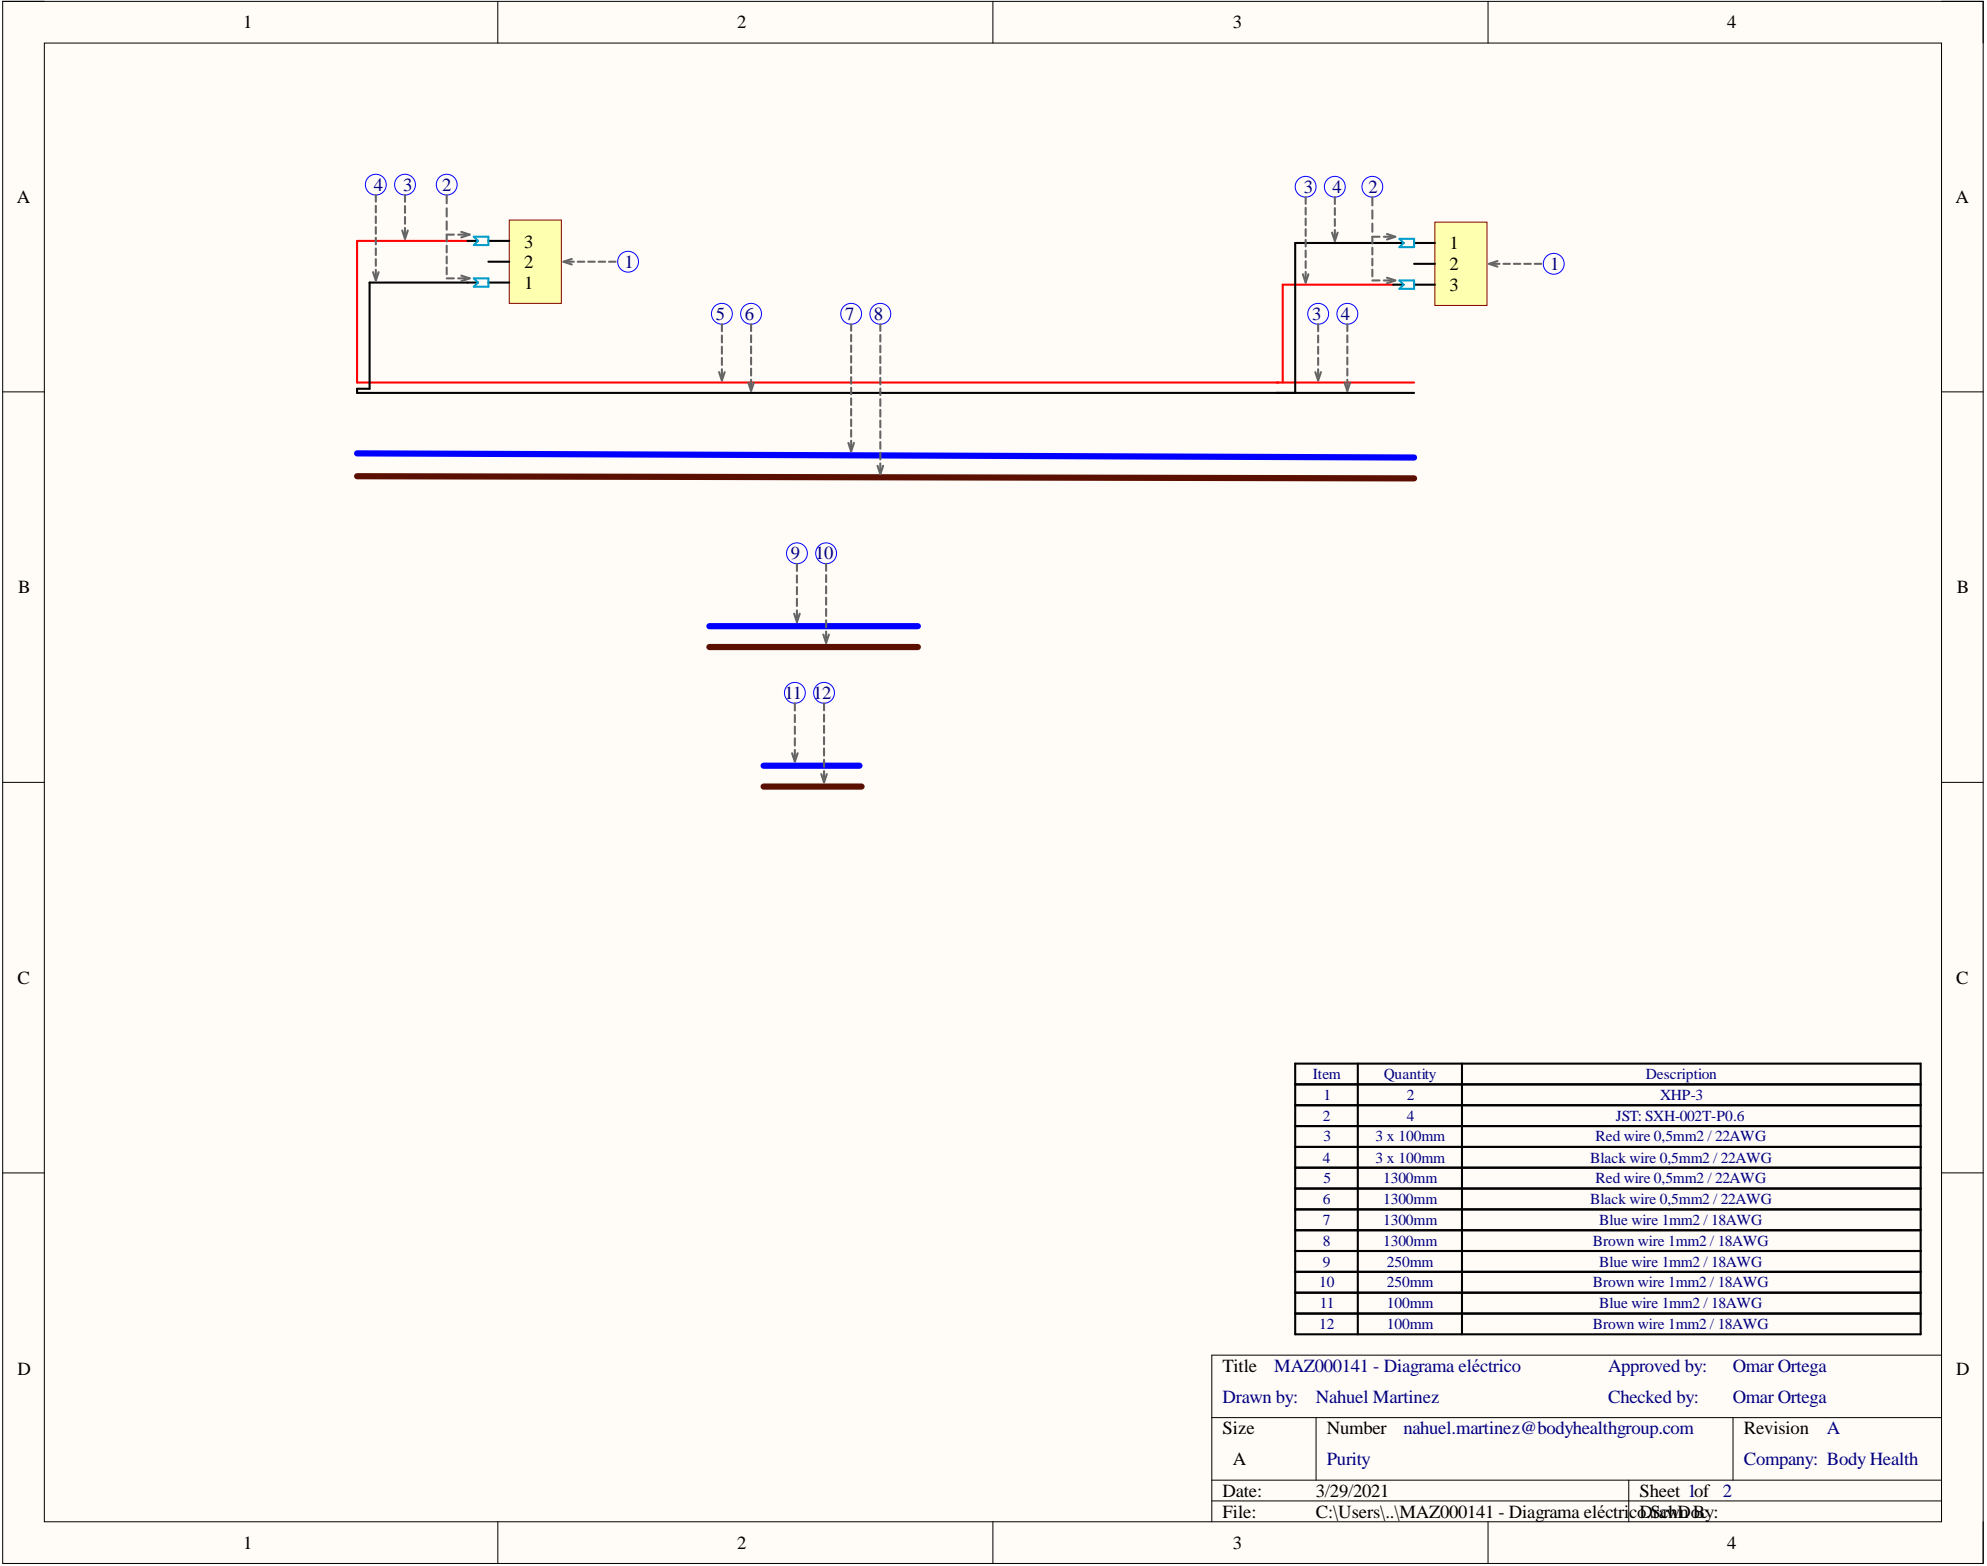 1 2 3 4
A A
4 3 2
3
2
1
1
3 4 2
1
2
3
1
5 6 7 8 3 4
B B
9 10
11 12
C C
Item Quantity Description
1 2 XHP-3
2 4 JST: SXH-002T-P0.6
3 3 x 100mm Red wire 0,5mm2 / 22AWG
4 3 x 100mm Black wire 0,5mm2 / 22AWG
5 1300mm Red wire 0,5mm2 / 22AWG
6 1300mm Black wire 0,5mm2 / 22AWG
7 1300mm Blue wire 1mm2 / 18AWG
8 1300mm Brown wire 1mm2 / 18AWG
9 250mm Blue wire 1mm2 / 18AWG
10 250mm Brown wire 1mm2 / 18AWG
11 100mm Blue wire 1mm2 / 18AWG
12 100mm Brown wire 1mm2 / 18AWG
D D
Title MAZ000141 - Diagrama eléctrico Approved by: Omar Ortega
Drawn by: Nahuel Martinez Checked by: Omar Ortega
Size Number nahuel.martinez@bodyhealthgroup.com Revision A
A Purity Company: Body Health
Date: 3/29/2021 Sheet 1of 2
File: C:\Users\..\MAZ000141 - Diagrama eléctrico By:
1 2 3 4